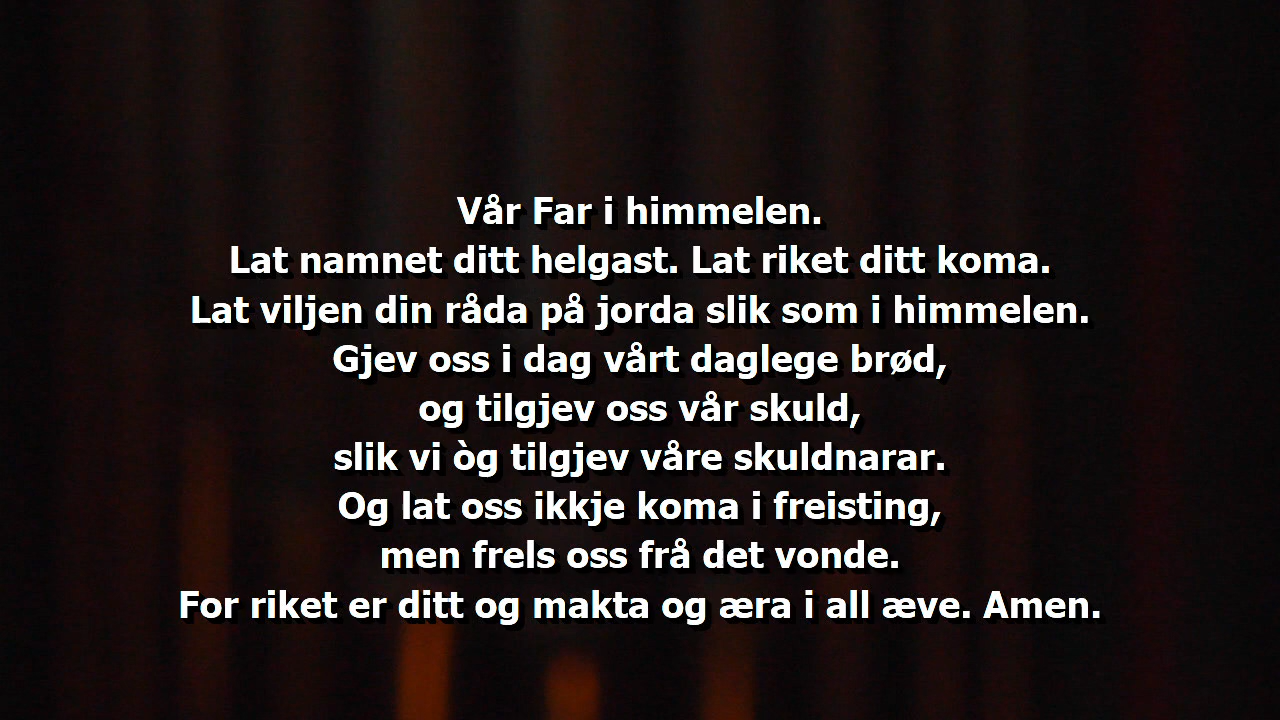 Vår Far i himmelen.
Lat namnet ditt helgast. Lat riket ditt koma.
Lat viljen din råda på jorda slik som i himmelen.
Gjev oss i dag vårt daglege brød,
og tilgjev oss vår skuld,
slik vi òg tilgjev våre skuldnarar.
Og lat oss ikkje koma i freisting,
men frels oss frå det vonde.
For riket er ditt og makta og æra i all æve. Amen.